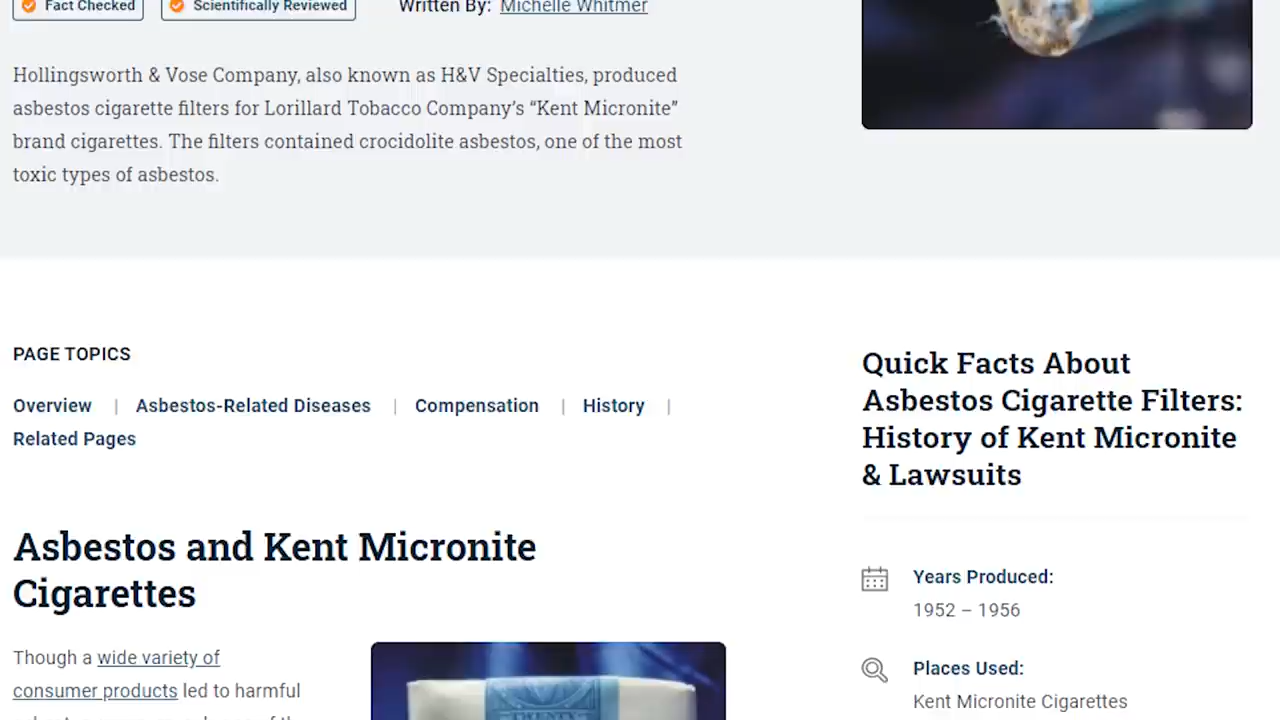 Fact Checked
Scientifically Reviewed
Written By: Michelle Whitmer
Hollingsworth & Vose Company, also known as H&V Specialties, produced
asbestos cigarette filters for Lorillard Tobacco Company’s “Kent Micronite”
brand cigarettes. The filters contained crocidolite asbestos, one of the most
toxic types of asbestos.
PAGE TOPICS
Overview | Asbestos-Related Diseases | Compensation | History |
Related Pages
Asbestos and Kent Micronite
Cigarettes
Though a wide variety of
consumer products led to harmful
Quick Facts About
Asbestos Cigarette Filters:
History of Kent Micronite
& Lawsuits
Years Produced:
1952 – 1956
Places Used:
Kent Micronite Cigarettes